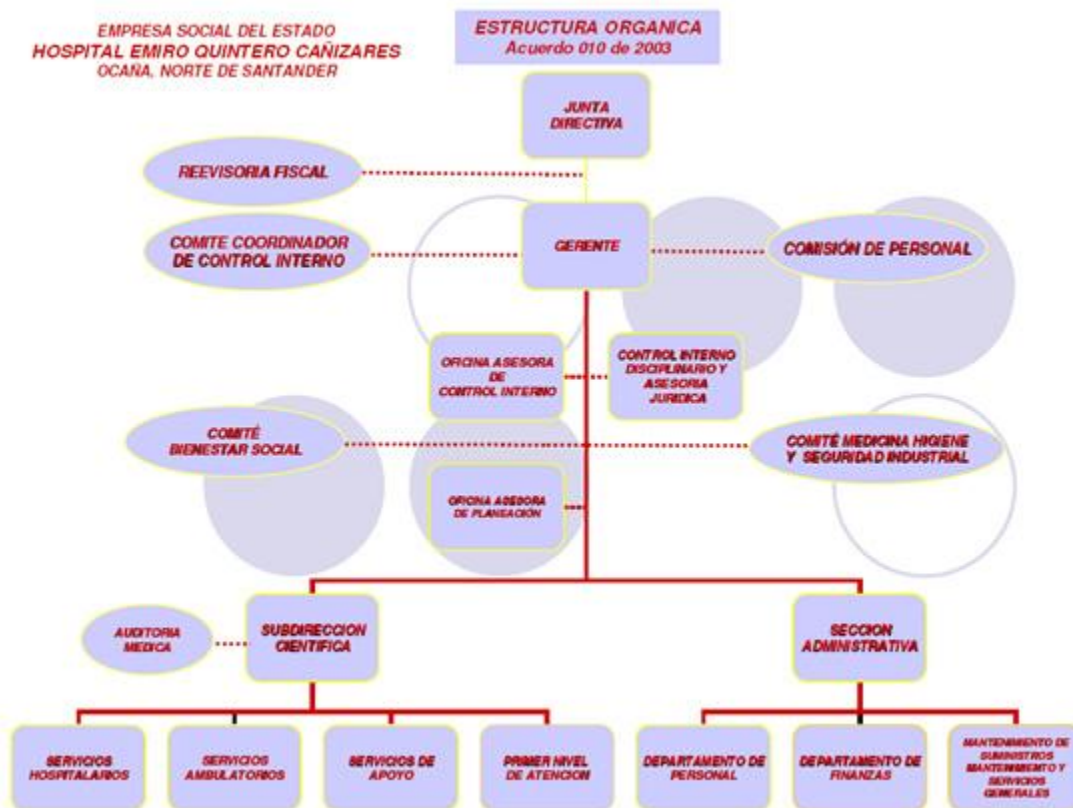 EMPRESA SOCIAL DEL ESTADO
HOSPITAL EMIRO QUINTERO CAÑIZARES
OCAÑA, NORTE DE SANTANDER
ESTRUCTURA ORGANICA
Acuerdo 010 de 2003
JUNTA
DIRECTIVA
REEVISORIA FISCAL
COMITE COORDINADOR
DE CONTROL INTERNO
GERENTE
COMISIÓN DE PERSONAL
OFICINA ASESORA
DE
CONTROL INTERNO
CONTROL INTERNO
DISCIPLINARIO Y
ASESORIA
JURIDICA
COMITÉ
BIENESTAR SOCIAL
COMITÉ MEDICINA HIGIENE
Y SEGURIDAD INDUSTRIAL
OFICINA ASESORA
DE PLANEACIÓN
AUDITORIA
MEDICA
SUBDIRECCION
CIENTIFICA
SECCION
ADMINISTRATIVA
SERVICIOS
HOSPITALARIOS
SERVICIOS
AMBULATORIOS
SERVICIOS DE
APOYO
PRIMER NIVEL
DE ATENCION
DEPARTAMENTO DE
PERSONAL
DEPARTAMENTO DE
FINANZAS
MANTENIMIENTO DE
SUMINISTROS
MANTENIMIENTO Y
SERVICIOS
GENERALES